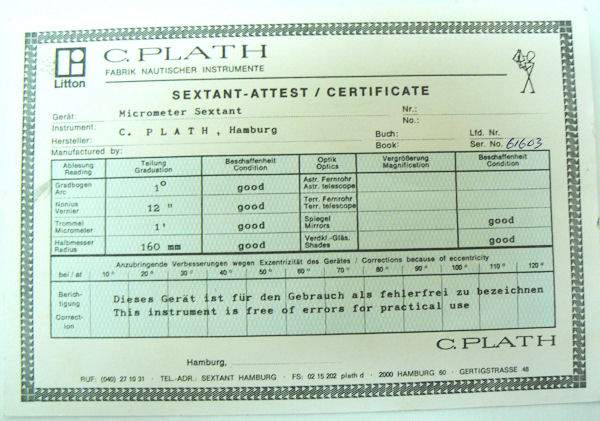 C. PLATH
Litton
FABRIK NAUTISCHER INSTRUMENTE
SEXTANT-ATTEST / CERTIFICATE
Gerät: Micrometer Sextant Nr.:
Instrument: No.:
Hersteller: C. PLATH, Hamburg Buch: Lfd. Nr.
Manufactured by: Book: Ser. No. 61603
Ablesung Teilung Beschaffenheit Optik Vergrößerung Beschaffenheit
Reading Graduation Condition Optics Magnification Condition
Gradbogen 1° good Astr. Fernrohr
Arc Astr. telescope
Nonius 12 " good Terr. Fernrohr
Vernier Terr. telescope
Trommel 1' good Spiegel good
Micrometer Mirrors
Halbmesser 160 mm good Verdkl.-Gläs. good
Radius Shades
Anzubringende Verbesserungen wegen Exzentrizität des Gerätes / Corrections because of eccentricity
bei / at 10° 20° 30° 40° 50° 60° 70° 80° 90° 100° 110° 120°
Berich-
tigung Dieses Gerät ist für den Gebrauch als fehlerfrei zu bezeichnen
Correct- This instrument is free of errors for practical use
ion
C. PLATH
Hamburg,
RUF: (040) 27 10 31 · TEL.-ADR.: SEXTANT HAMBURG · FS: 02 15 202 plath d · 2000 HAMBURG 60 · GERTIGSTRASSE 48